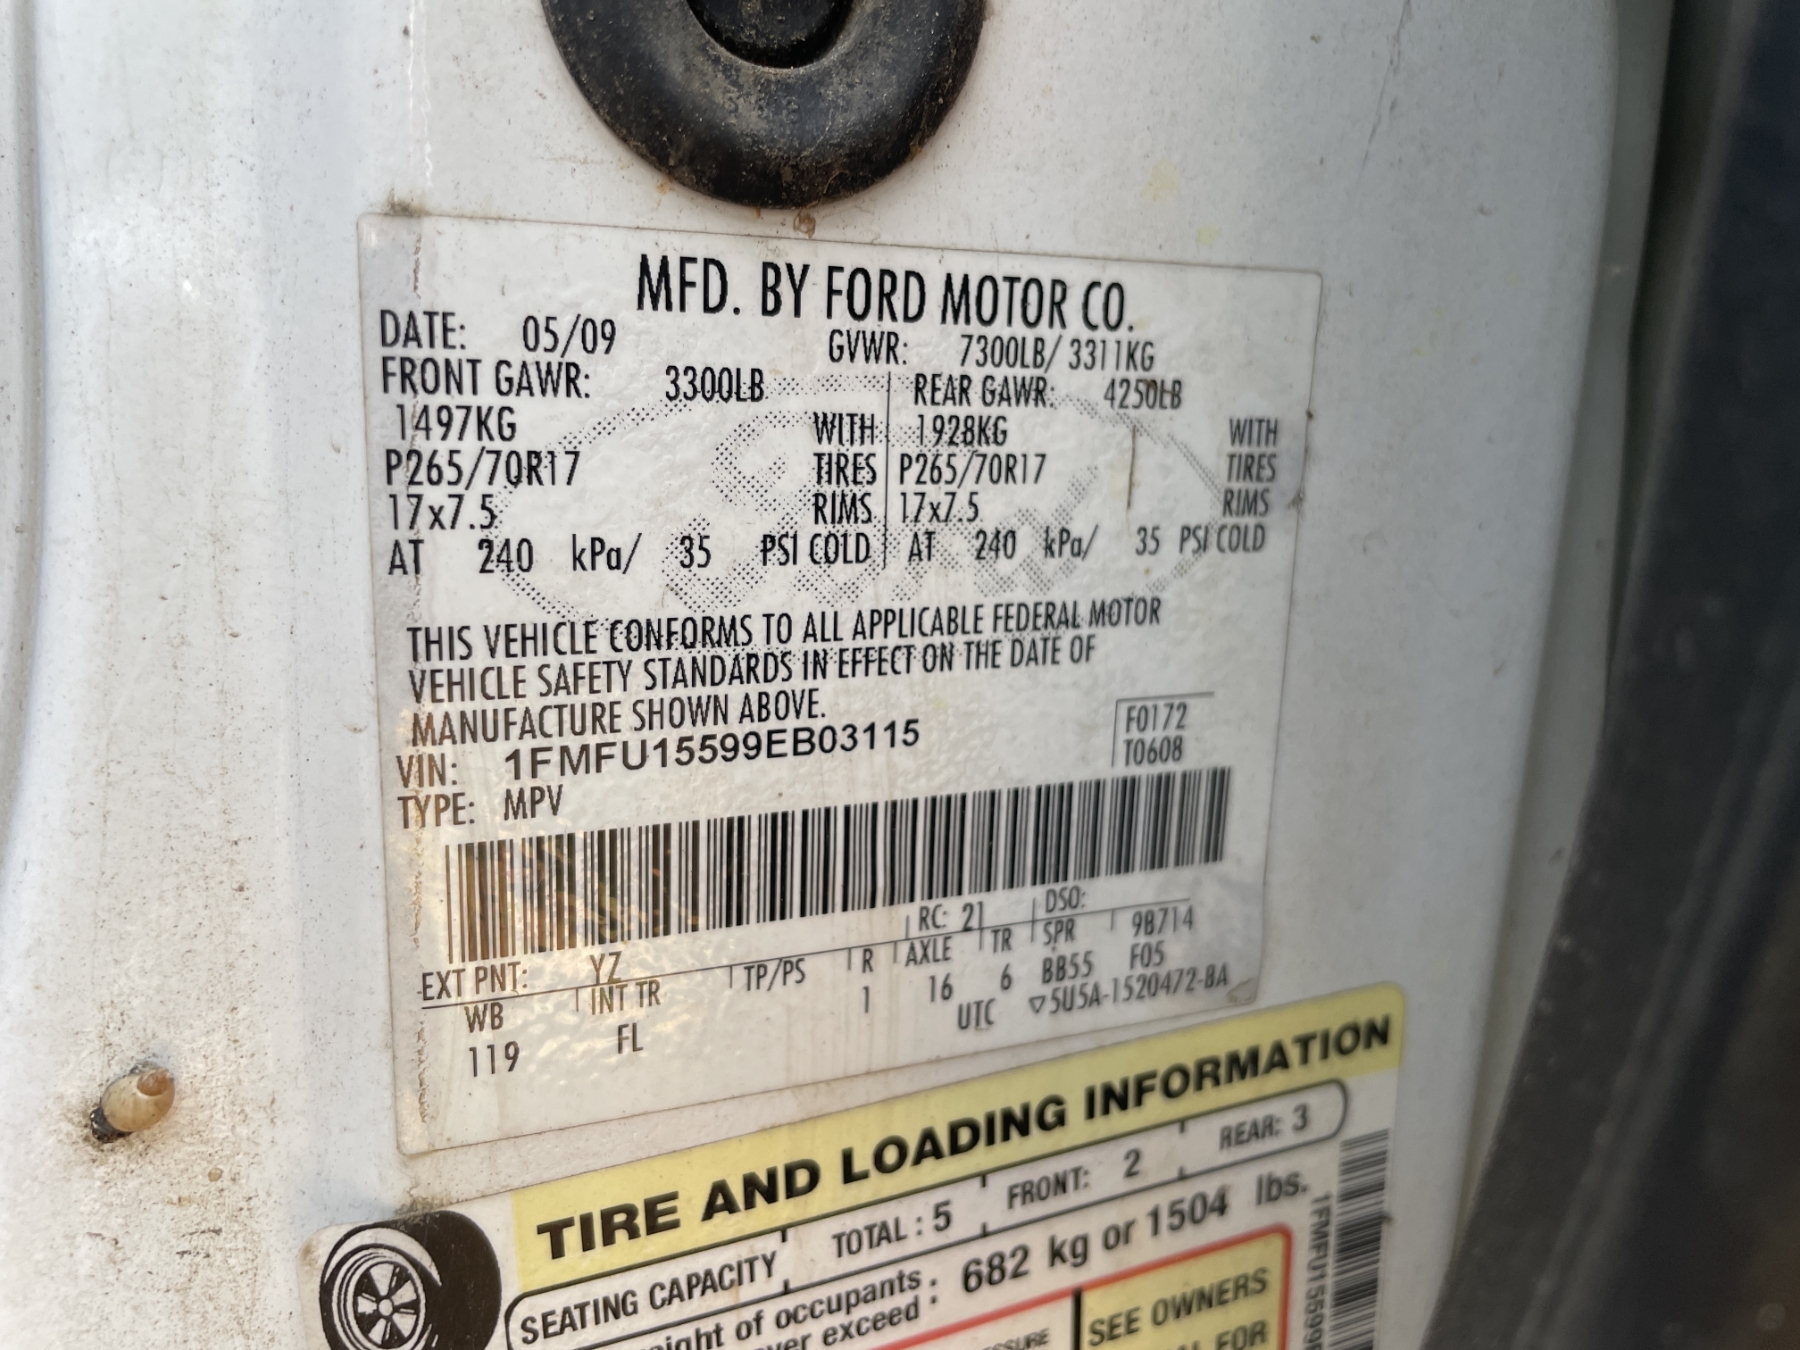 MFD. BY FORD MOTOR CO.
DATE: 05/09 GVWR: 7300LB/ 3311KG
FRONT GAWR: 3300LB REAR GAWR: 4250LB
1497KG WITH 1928KG WITH
P265/70R17 TIRES P265/70R17 TIRES
17x7.5 RIMS 17x7.5 RIMS
AT 240 kPa/ 35 PSI COLD AT 240 kPa/ 35 PSI COLD
THIS VEHICLE CONFORMS TO ALL APPLICABLE FEDERAL MOTOR
VEHICLE SAFETY STANDARDS IN EFFECT ON THE DATE OF
MANUFACTURE SHOWN ABOVE.
VIN: 1FMFU15599EB03115 F0172
TYPE: MPV T0608
RC: 21 DSO:
EXT PNT: YZ 9B714
WB INT TR TP/PS R AXLE TR SPR F05
119 FL 1 16 6 BB55
UTC ▽5U5A-1520472-BA
TIRE AND LOADING INFORMATION
SEATING CAPACITY TOTAL : 5 FRONT: 2 REAR: 3
of occupants : 682 kg or 1504 lbs.
exceed :
SEE OWNERS
FOR